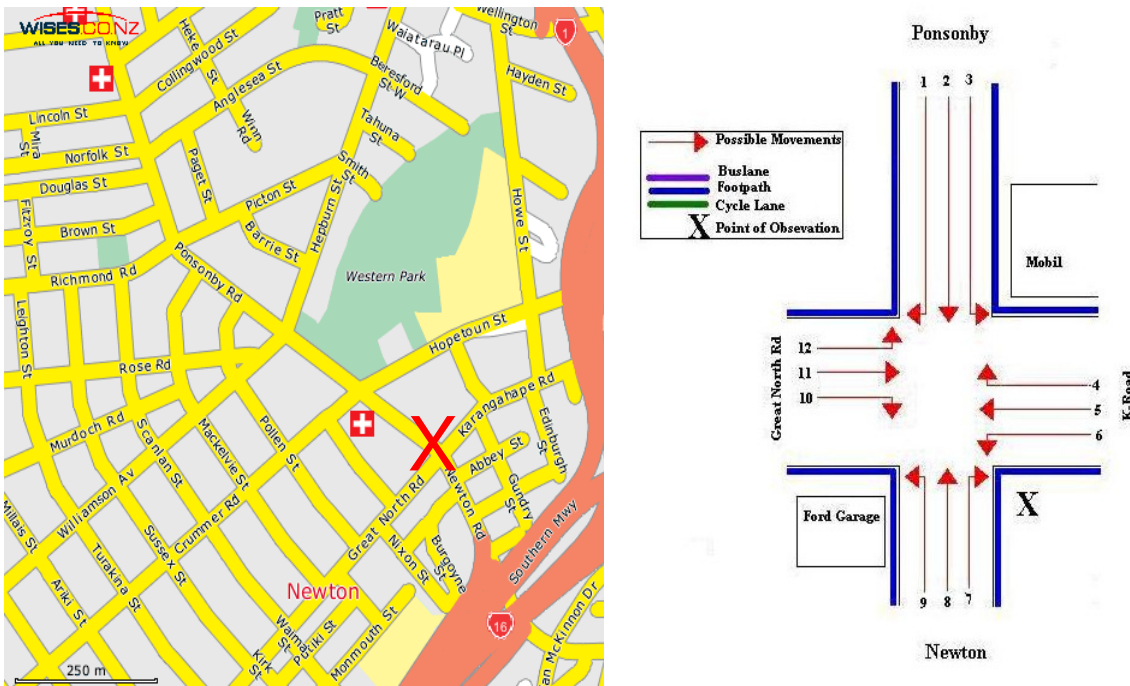 WISES.CO.NZ
ALL YOU NEED TO KNOW
Pratt St
Wellington St
1
Waiatarau Pl
Heke St
Collingwood St
Anglesea St
Beresford St W
Hayden St
Lincoln St
Winn Rd
Tahuna St
Mira St
Norfolk St
Paget St
Smith St
Douglas St
Picton St
Howe St
Fitzroy St
Brown St
Barrie St
Hepburn St
Ponsonby Rd
Western Park
Richmond Rd
Leighton St
Hopetoun St
Rose Rd
Karangahape Rd
Murdoch Rd
Scanlan St
Mackelvie St
Pollen St
X
Edinburgh St
Abbey St
Williamson Av
Great North Rd
Newton Rd
Gundry St
Millais St
Crummer Rd
Sussex St
Turakina St
Nixon St
Burgoyne St
Southern Mwy
Ariki St
Newton
16
Putiki St
Monmouth St
Kirk St
Ian McKinnon Dr
250 m
Ponsonby
1 2 3
Possible Movements
Buslane
Footpath
Cycle Lane
X Point of Obsevation
Mobil
Great North Rd
12
11
10
4
5
6
K-Road
Ford Garage
X
9 8 7
Newton